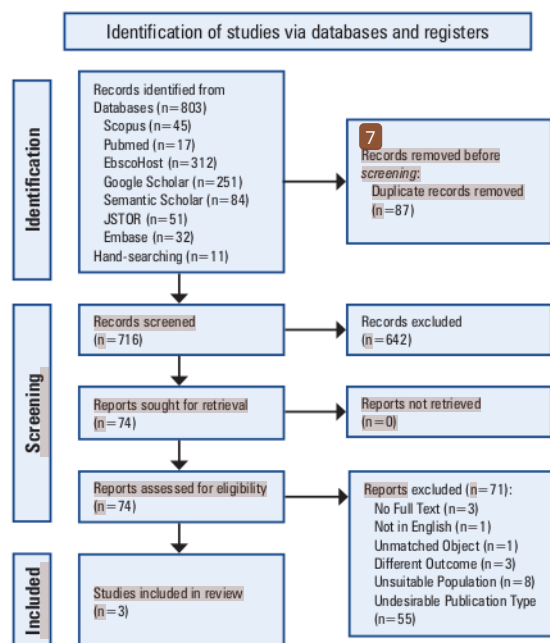 Identification of studies via databases and registers
Identification
Records identified from
Databases (n=803)
Scopus (n=45)
Pubmed (n=17)
EbscoHost (n=312)
Google Scholar (n=251)
Semantic Scholar (n=84)
JSTOR (n=51)
Embase (n=32)
Hand-searching (n=11)
7
Records removed before
screening:
Duplicate records removed
(n=87)
Screening
Records screened
(n=716)
Records excluded
(n=642)
Reports sought for retrieval
(n=74)
Reports not retrieved
(n=0)
Reports assessed for eligibility
(n=74)
Reports excluded (n=71):
No Full Text (n=3)
Not in English (n=1)
Unmatched Object (n=1)
Different Outcome (n=3)
Unsuitable Population (n=8)
Undesirable Publication Type
(n=55)
Included
Studies included in review
(n=3)